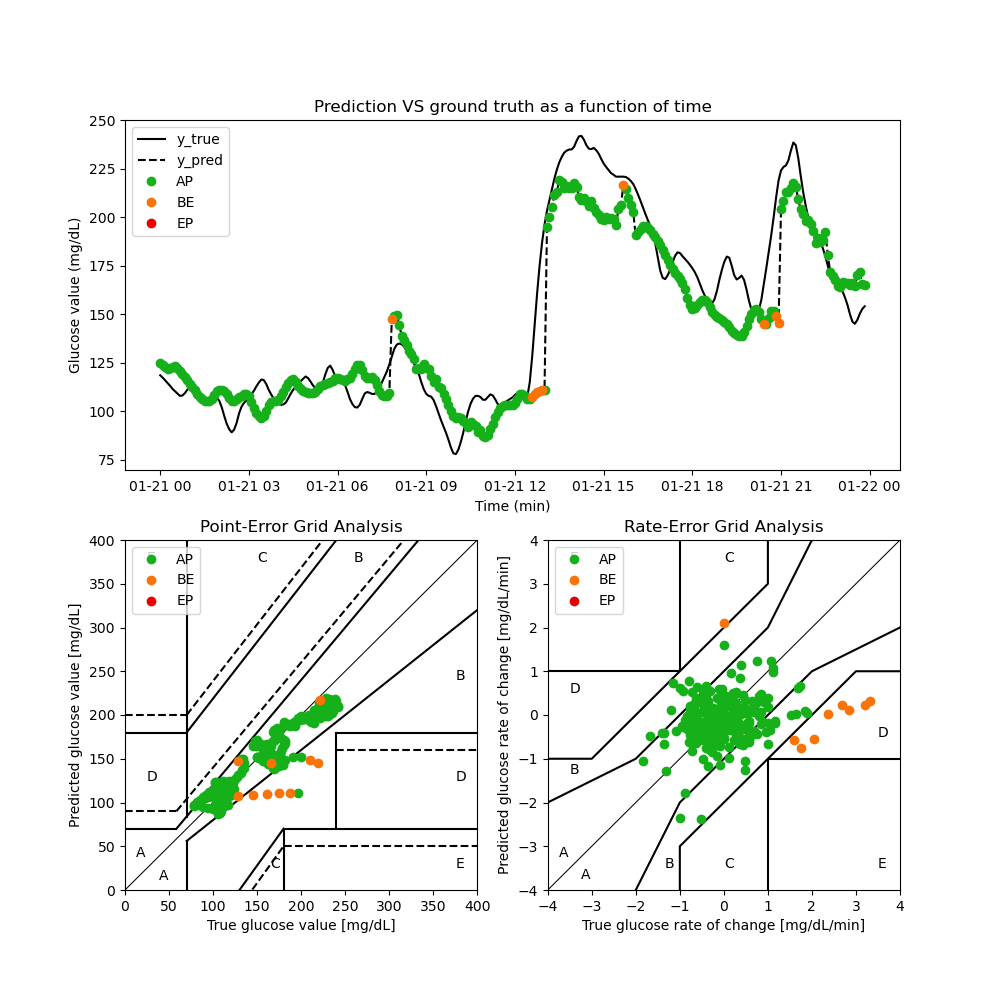 Prediction VS ground truth as a function of time
Glucose value (mg/dL)
250
225
200
175
150
125
100
75
y_true
y_pred
AP
BE
EP
01-21 00 01-21 03 01-21 06 01-21 09 01-21 12 01-21 15 01-21 18 01-21 21 01-22 00
Time (min)
Point-Error Grid Analysis
Predicted glucose value [mg/dL]
400
350
300
250
200
150
100
50
0
AP
BE
EP
C
B
B
D
D
A
A
C
E
0 50 100 150 200 250 300 350 400
True glucose value [mg/dL]
Rate-Error Grid Analysis
Predicted glucose rate of change [mg/dL/min]
4
3
2
1
0
−1
−2
−3
−4
AP
BE
EP
C
D
D
B
A
A
B
C
E
−4 −3 −2 −1 0 1 2 3 4
True glucose rate of change [mg/dL/min]